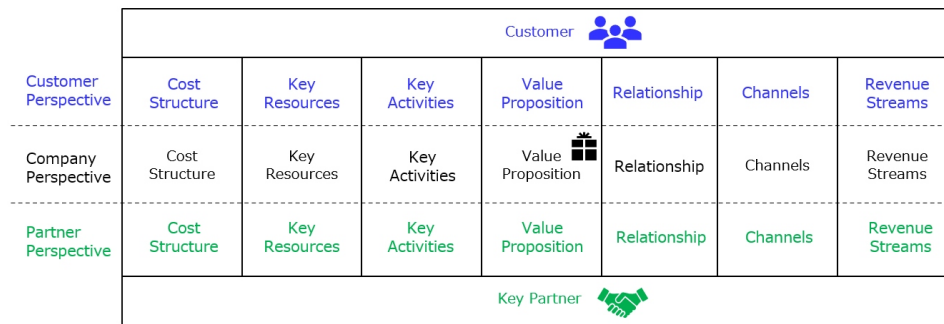 Customer
Customer Perspective
Cost Structure
Key Resources
Key Activities
Value Proposition
Relationship
Channels
Revenue Streams
Company Perspective
Cost Structure
Key Resources
Key Activities
Value Proposition
Relationship
Channels
Revenue Streams
Partner Perspective
Cost Structure
Key Resources
Key Activities
Value Proposition
Relationship
Channels
Revenue Streams
Key Partner